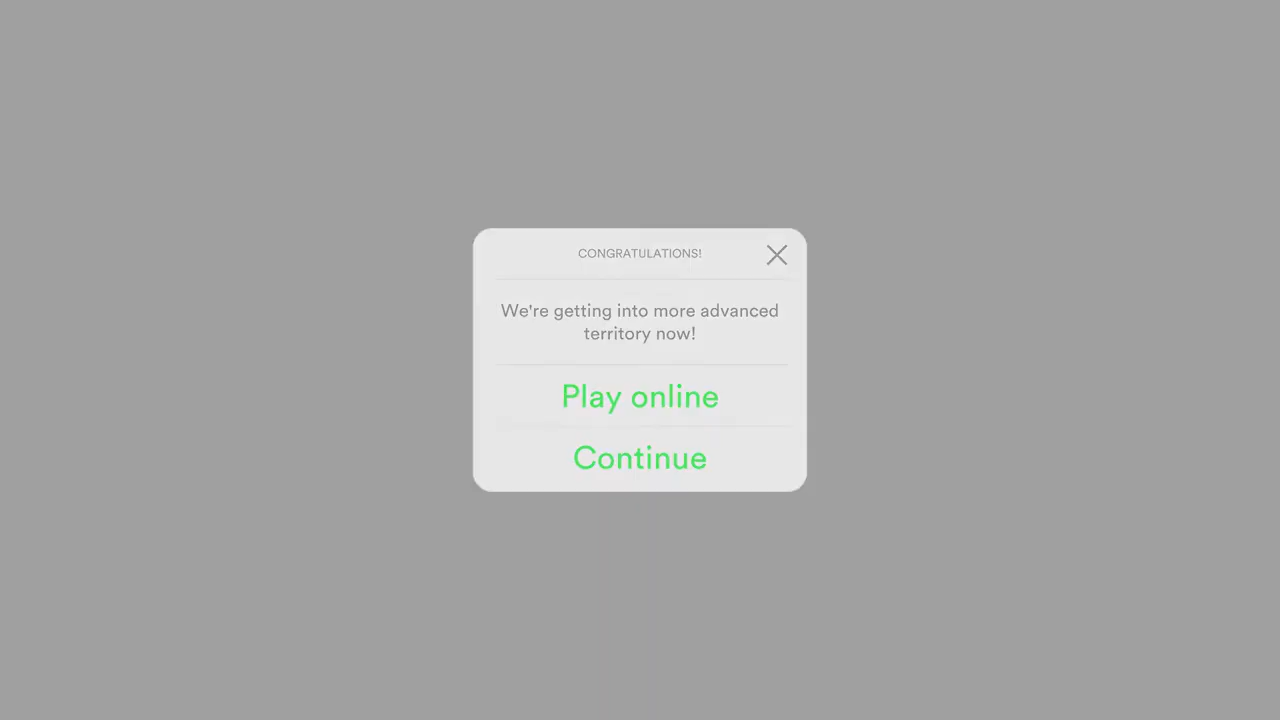 CONGRATULATIONS!
We're getting into more advanced
territory now!
Play online
Continue